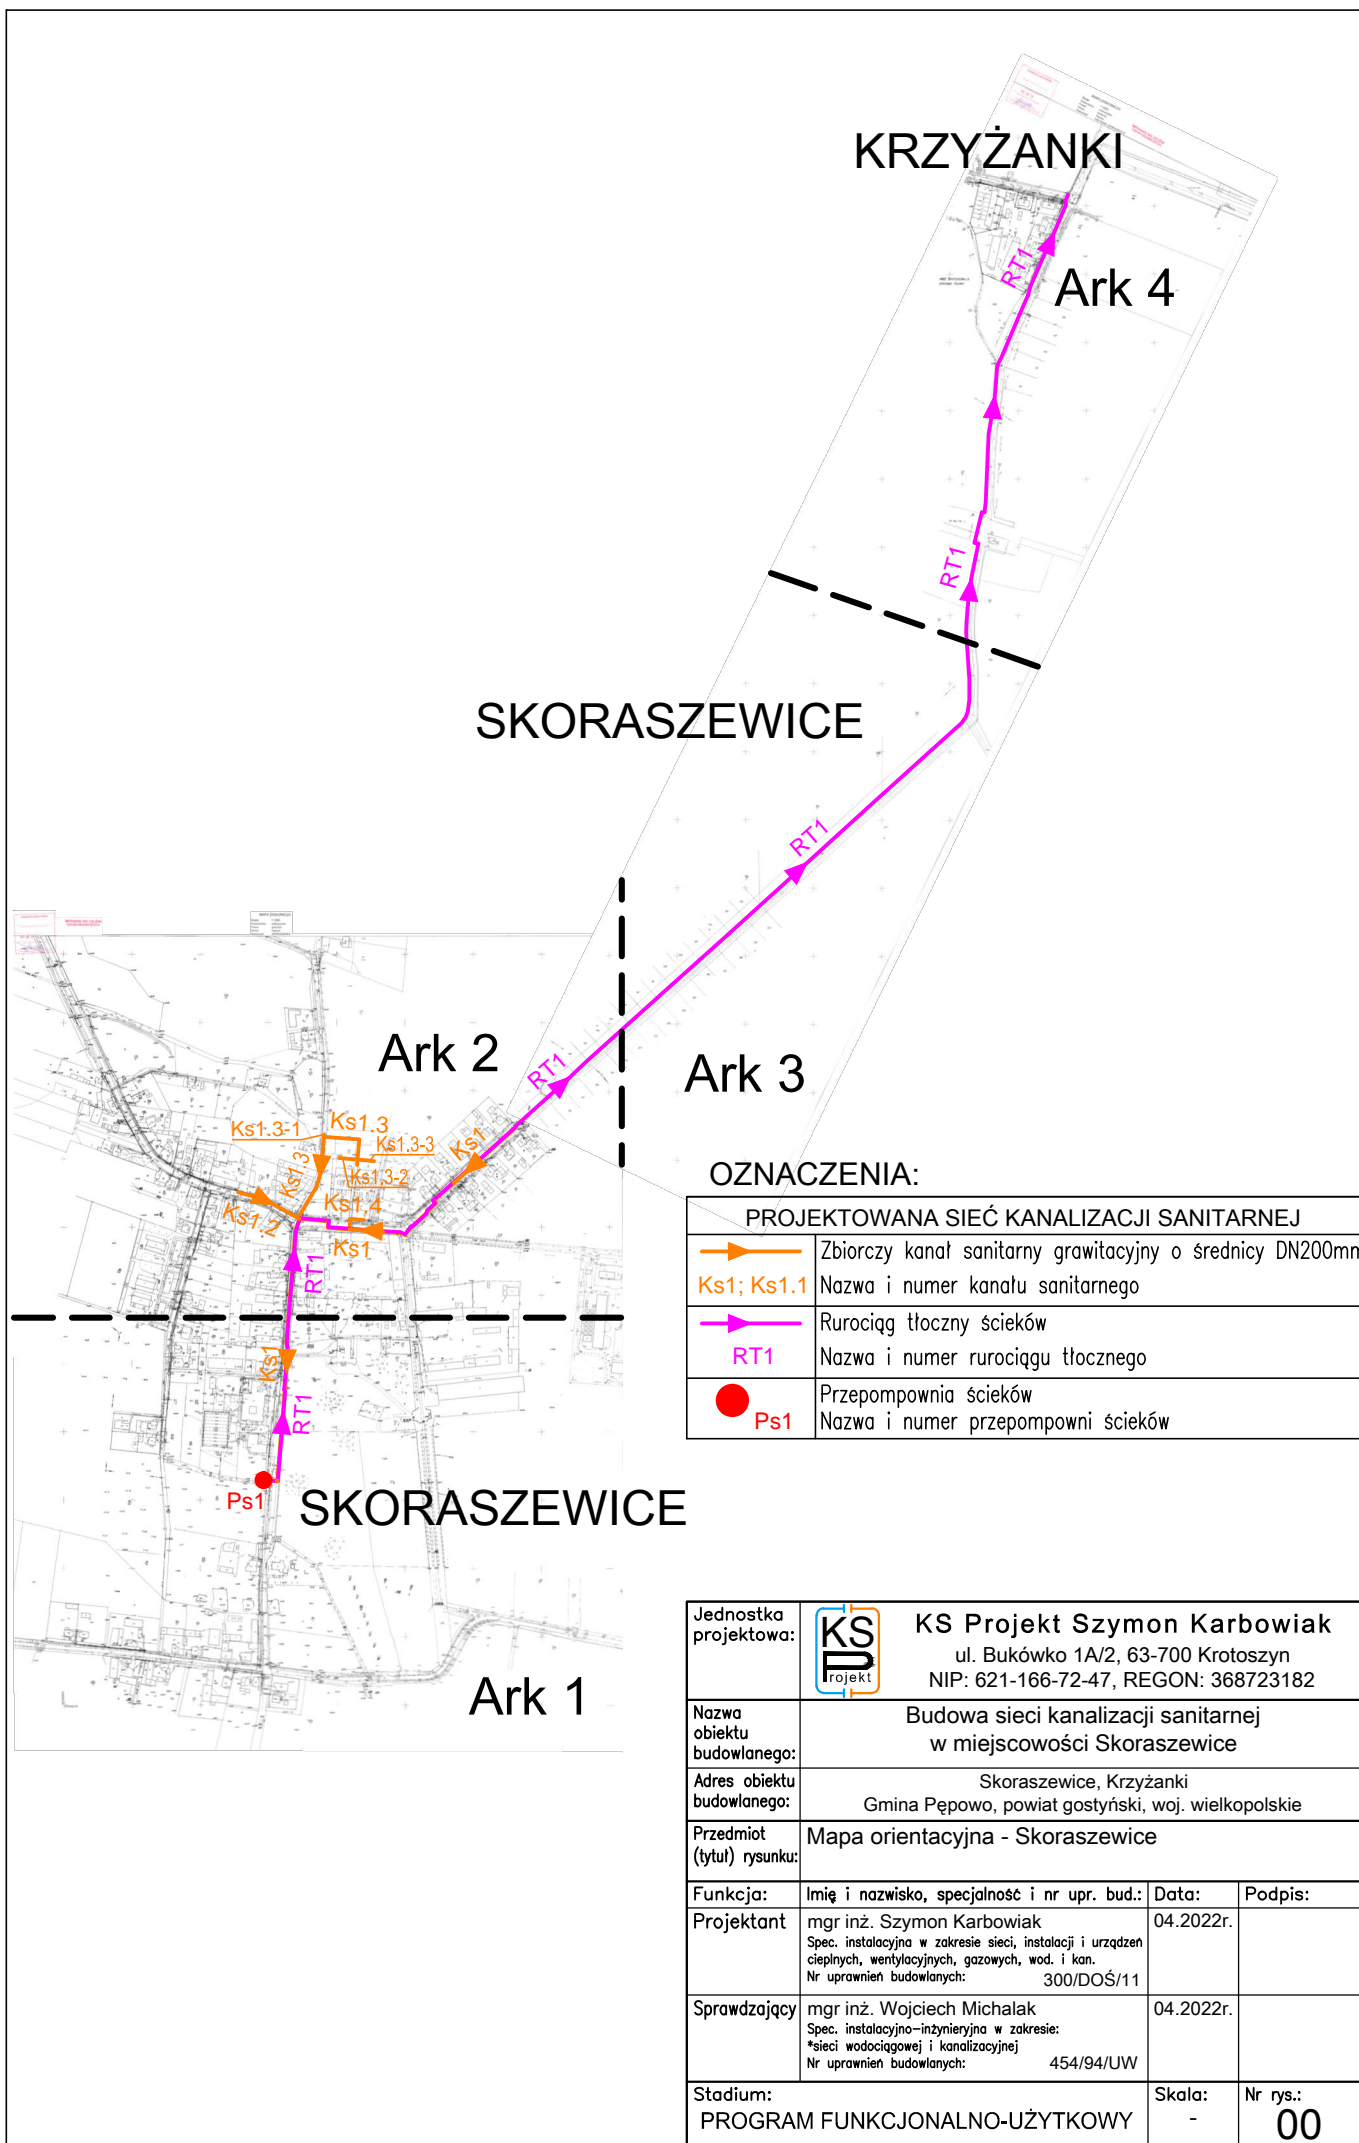 KRZYŻANKI
RT1
Ark 4
RT1
SKORASZEWICE
RT1
Ark 2
RT1
Ark 3
Ks1.3-1
Ks1.3
Ks1.3-3
Ks1
Ks1.3
Ks1.3-2
Ks1.2
Ks1.4
Ks1
RT1
Ks1
RT1
Ps1
SKORASZEWICE
Ark 1
OZNACZENIA:
PROJEKTOWANA SIEĆ KANALIZACJI SANITARNEJ
Zbiorczy kanał sanitarny grawitacyjny o średnicy DN200mm
Ks1; Ks1.1 Nazwa i numer kanału sanitarnego
Rurociąg tłoczny ścieków
RT1 Nazwa i numer rurociągu tłocznego
Przepompownia ścieków
Ps1 Nazwa i numer przepompowni ścieków
Jednostka projektowa:
KS Projekt
KS Projekt Szymon Karbowiak
ul. Bukówko 1A/2, 63-700 Krotoszyn
NIP: 621-166-72-47, REGON: 368723182
Nazwa obiektu budowlanego:
Budowa sieci kanalizacji sanitarnej
w miejscowości Skoraszewice
Adres obiektu budowlanego:
Skoraszewice, Krzyżanki
Gmina Pępowo, powiat gostyński, woj. wielkopolskie
Przedmiot (tytuł) rysunku:
Mapa orientacyjna - Skoraszewice
Funkcja: Imię i nazwisko, specjalność i nr upr. bud.: Data: Podpis:
Projektant mgr inż. Szymon Karbowiak 04.2022r.
Spec. instalacyjna w zakresie sieci, instalacji i urządzeń
cieplnych, wentylacyjnych, gazowych, wod. i kan.
Nr uprawnień budowlanych: 300/DOŚ/11
Sprawdzający mgr inż. Wojciech Michalak 04.2022r.
Spec. instalacyjno-inżynieryjna w zakresie:
*sieci wodociągowej i kanalizacyjnej
Nr uprawnień budowlanych: 454/94/UW
Stadium: Skala: Nr rys.:
PROGRAM FUNKCJONALNO-UŻYTKOWY - 00